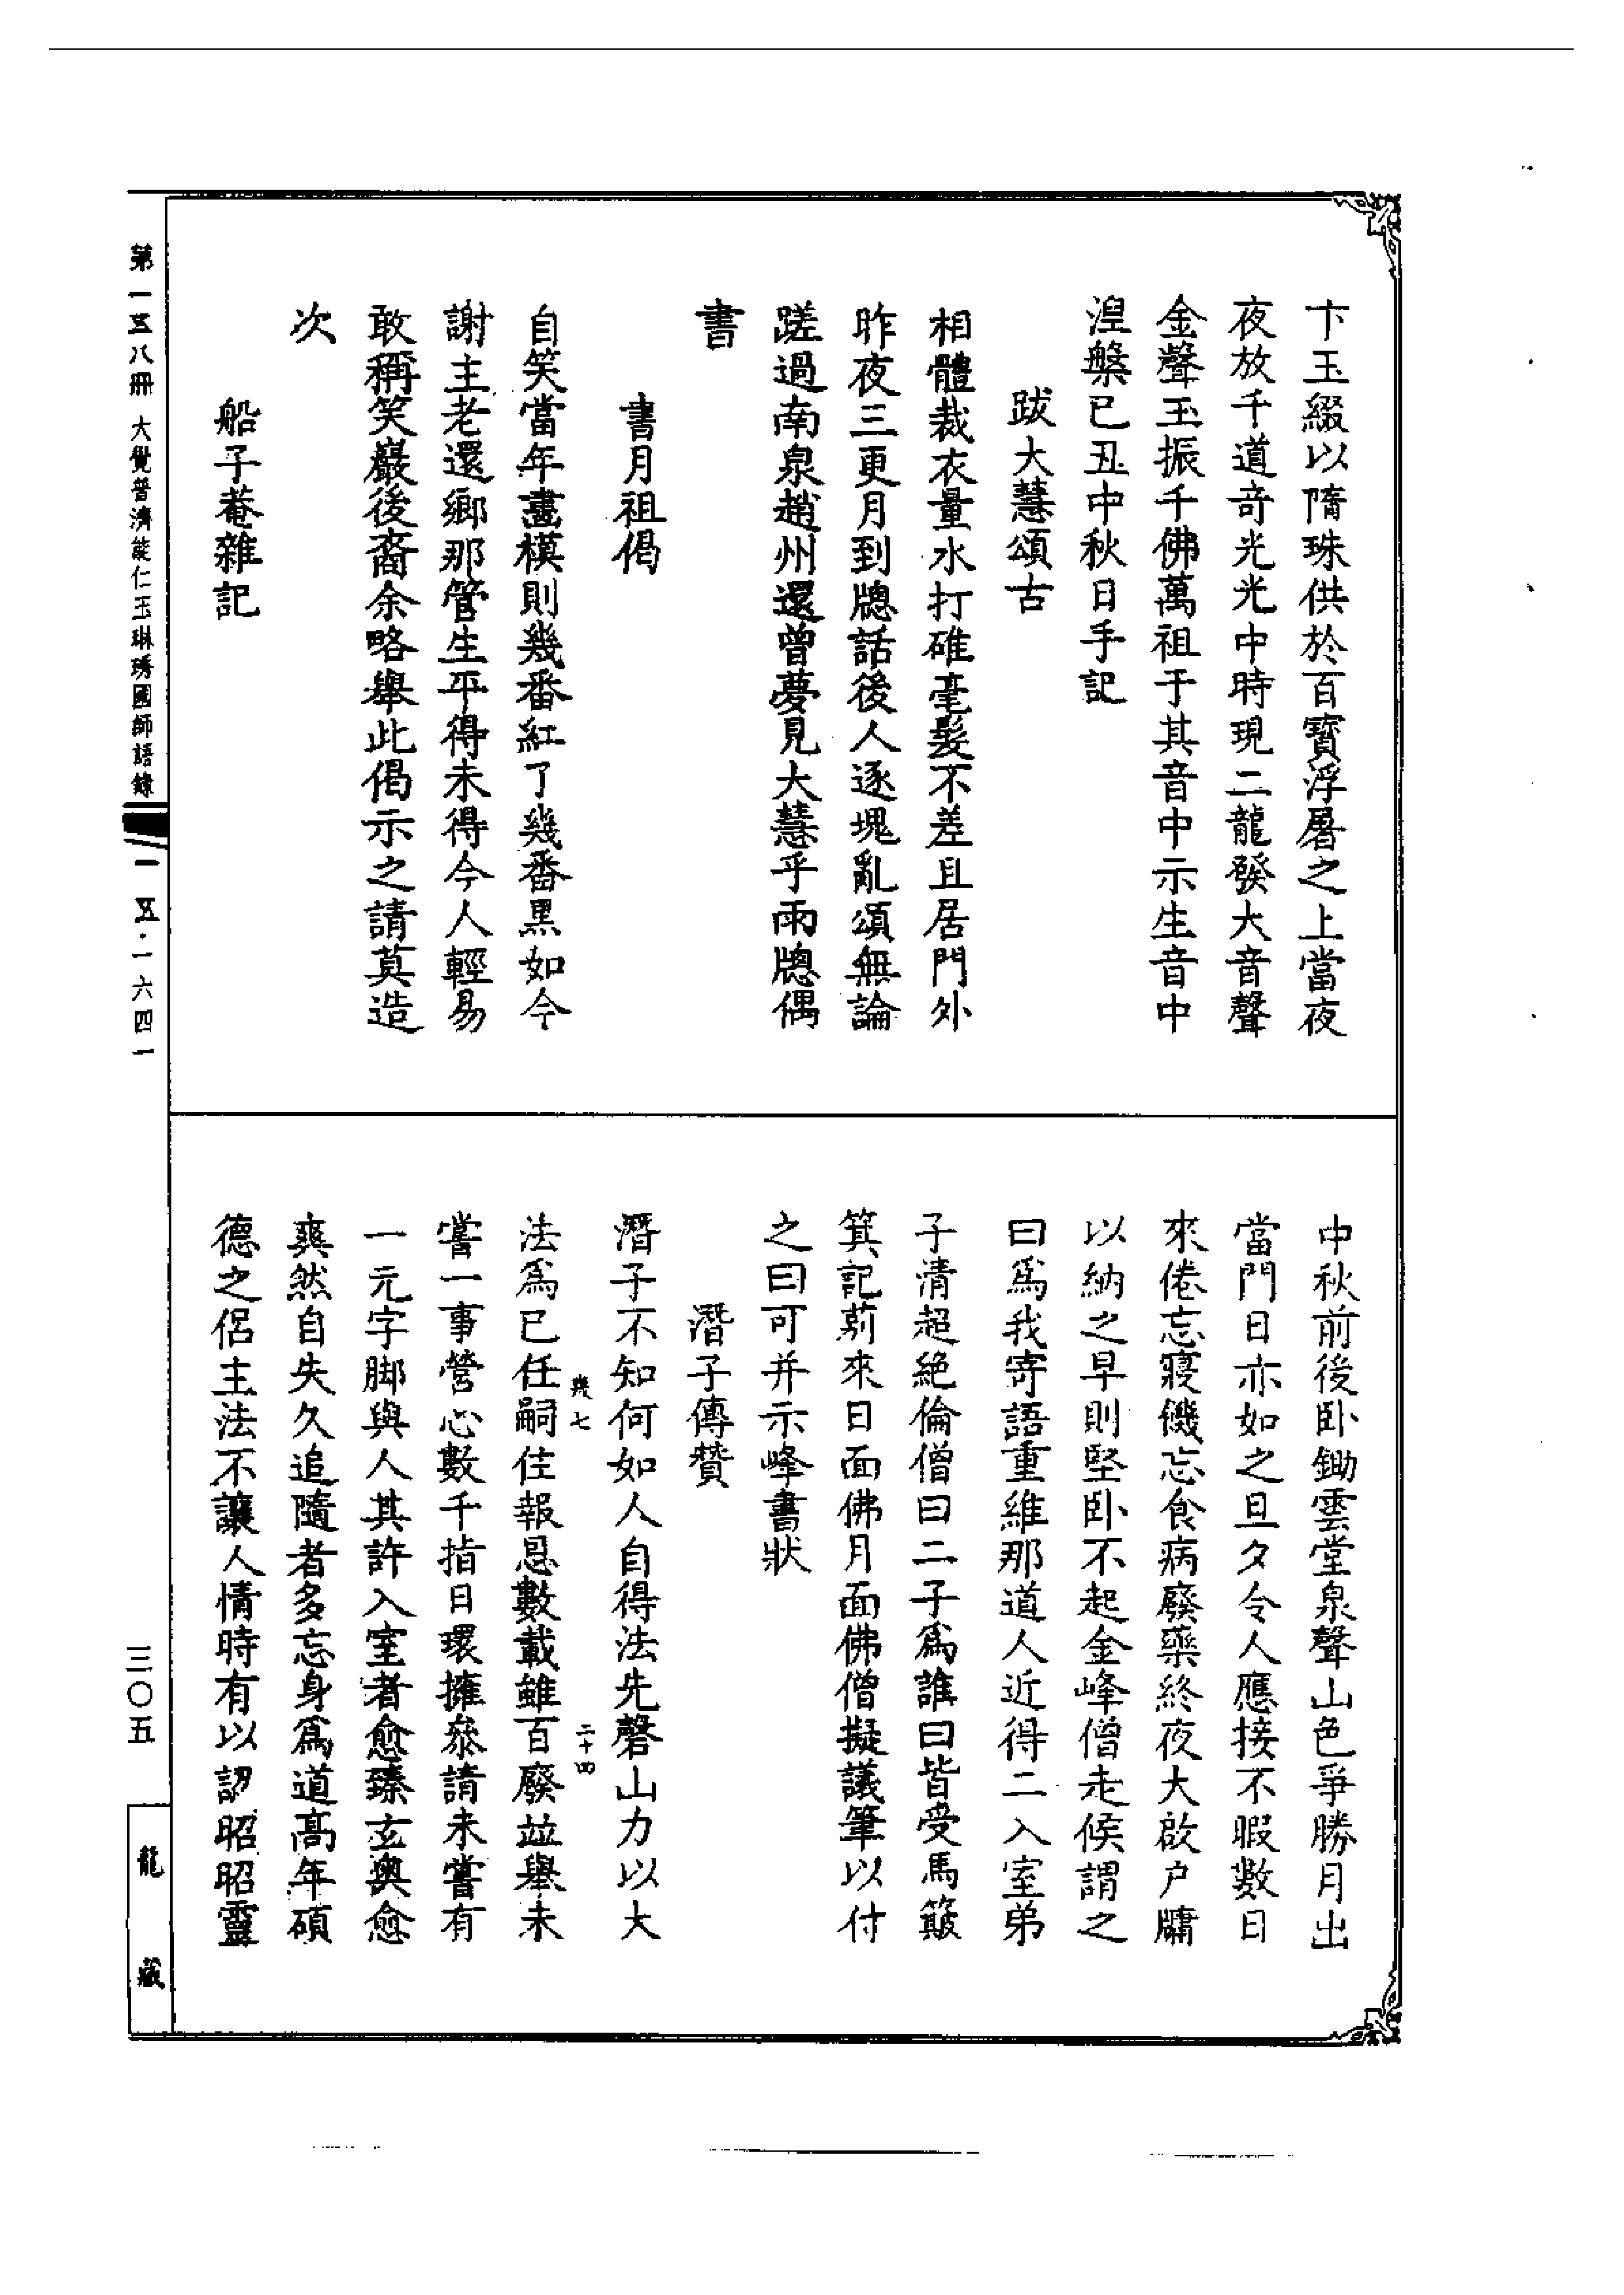 卞玉綴以隋珠供於百寳浮屠之上當夜
夜放千道竒光光中時現二龍發大音聲
金聲玉振千佛萬祖于其音中示生音中
湼槃已丑中秋日手記
跋大慧頌古
相體裁衣量水打碓毫髮不差且居門外
昨夜三更月到牕話後人逐塊亂頌無論
蹉過南泉趙州還曾夢見大慧乎雨牕偶
書
書月祖偈
自笑當年畵模則幾番紅了幾番黑如今
謝主老還鄉那管生平得未得今人輕易
敢稱笑巖後裔余略舉此偈示之請莫造
次
船子菴雜記
中秋前後卧鋤雲堂泉聲山色爭勝月出
當門日亦如之旦夕令人應接不暇數日
來倦忘寢饑忘食病廢藥終夜大啟户牖
以納之早則堅卧不起金峰僧走候謂之
曰爲我寄語重維那道人近得二入室弟
子清超絶倫僧曰二子爲誰曰皆受馬簸
箕記莂來日面佛月面佛僧擬議筆以付
之曰可并示峰書狀
潛子傳贊
潛子不知何如人自得法先磬山力以大
法爲已任嗣住報恩數載雖百廢竝舉未
幾七
二十四
嘗一事營心數千指日環擁叅請未嘗有
一元字脚與人其許入室者愈臻玄奥愈
爽然自失久追隨者多忘身爲道高年碩
德之侣主法不讓人情時有以認昭昭靈
第一五八冊
大覺普濟能仁玉琳琇國師語錄
一五·一六四一
三〇五
龍藏